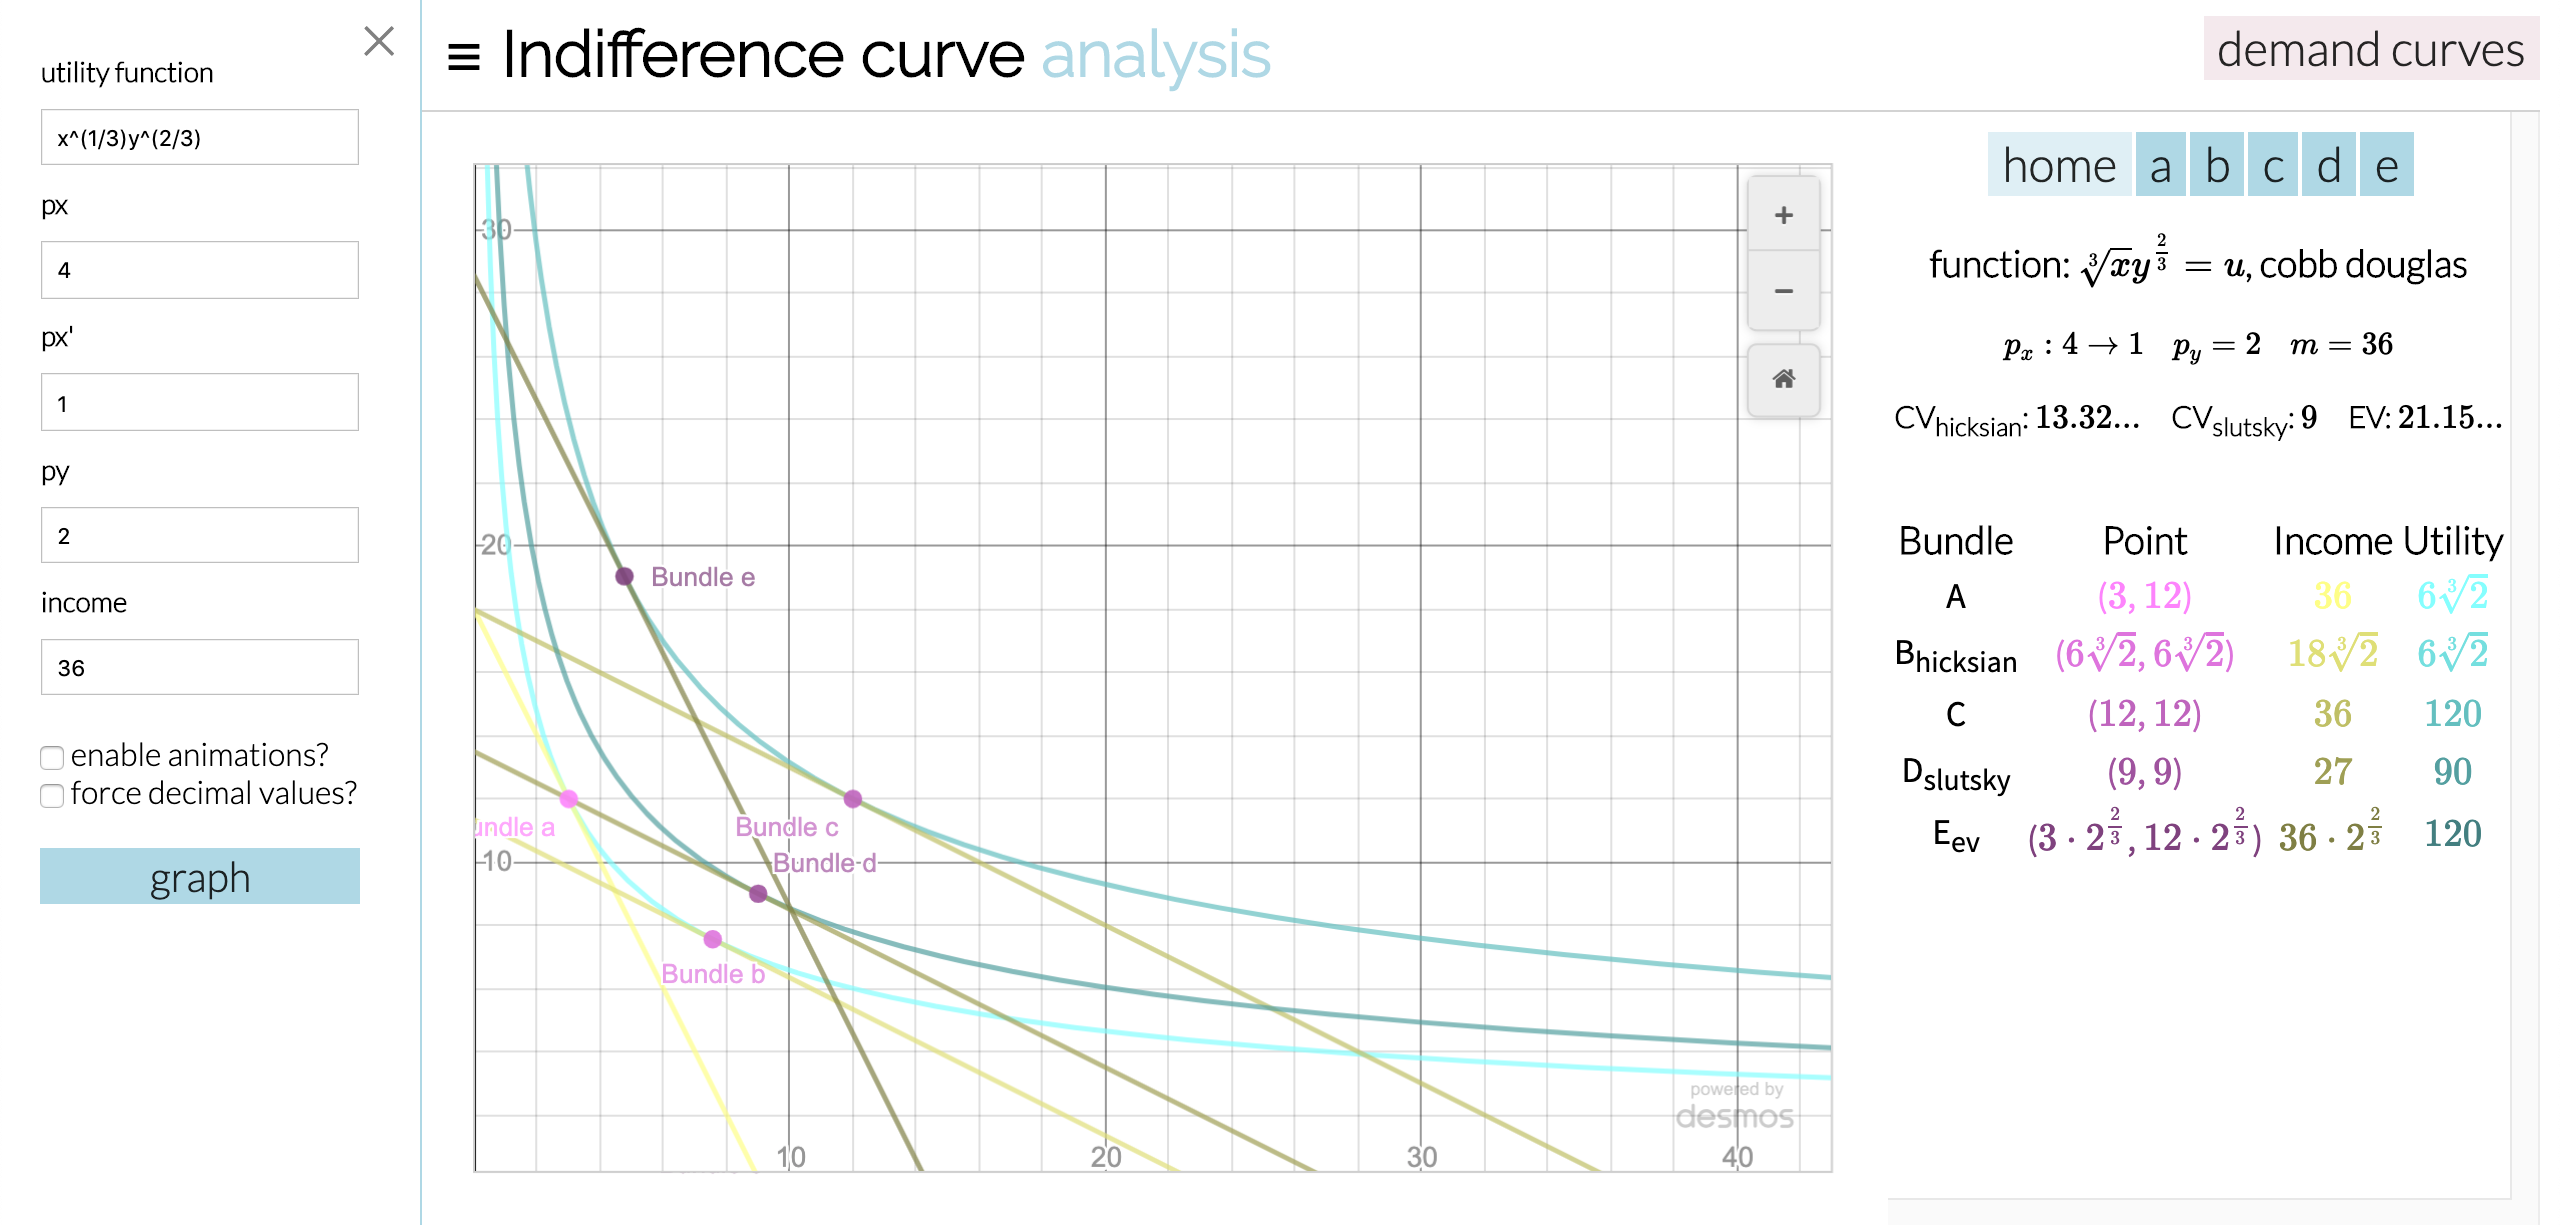 utility function
x^(1/3)y^(2/3)
px
4
px'
1
py
2
income
36
enable animations?
force decimal values?
graph
≡ Indifference curve analysis
demand curves
30
20
10
10 20 30 40
Bundle e
undle a
Bundle c
Bundle d
Bundle b
powered by
desmos
home a b c d e
function: ∛x y^(2/3) = u, cobb douglas
pₓ : 4 → 1 p_y = 2 m = 36
CV_hicksian: 13.32... CV_slutsky: 9 EV: 21.15...
Bundle Point Income Utility
A (3, 12) 36 6∛2
B_hicksian (6∛2, 6∛2) 18∛2 6∛2
C (12, 12) 36 120
D_slutsky (9, 9) 27 90
E_ev (3 · 2^(2/3), 12 · 2^(2/3)) 36 · 2^(2/3) 120